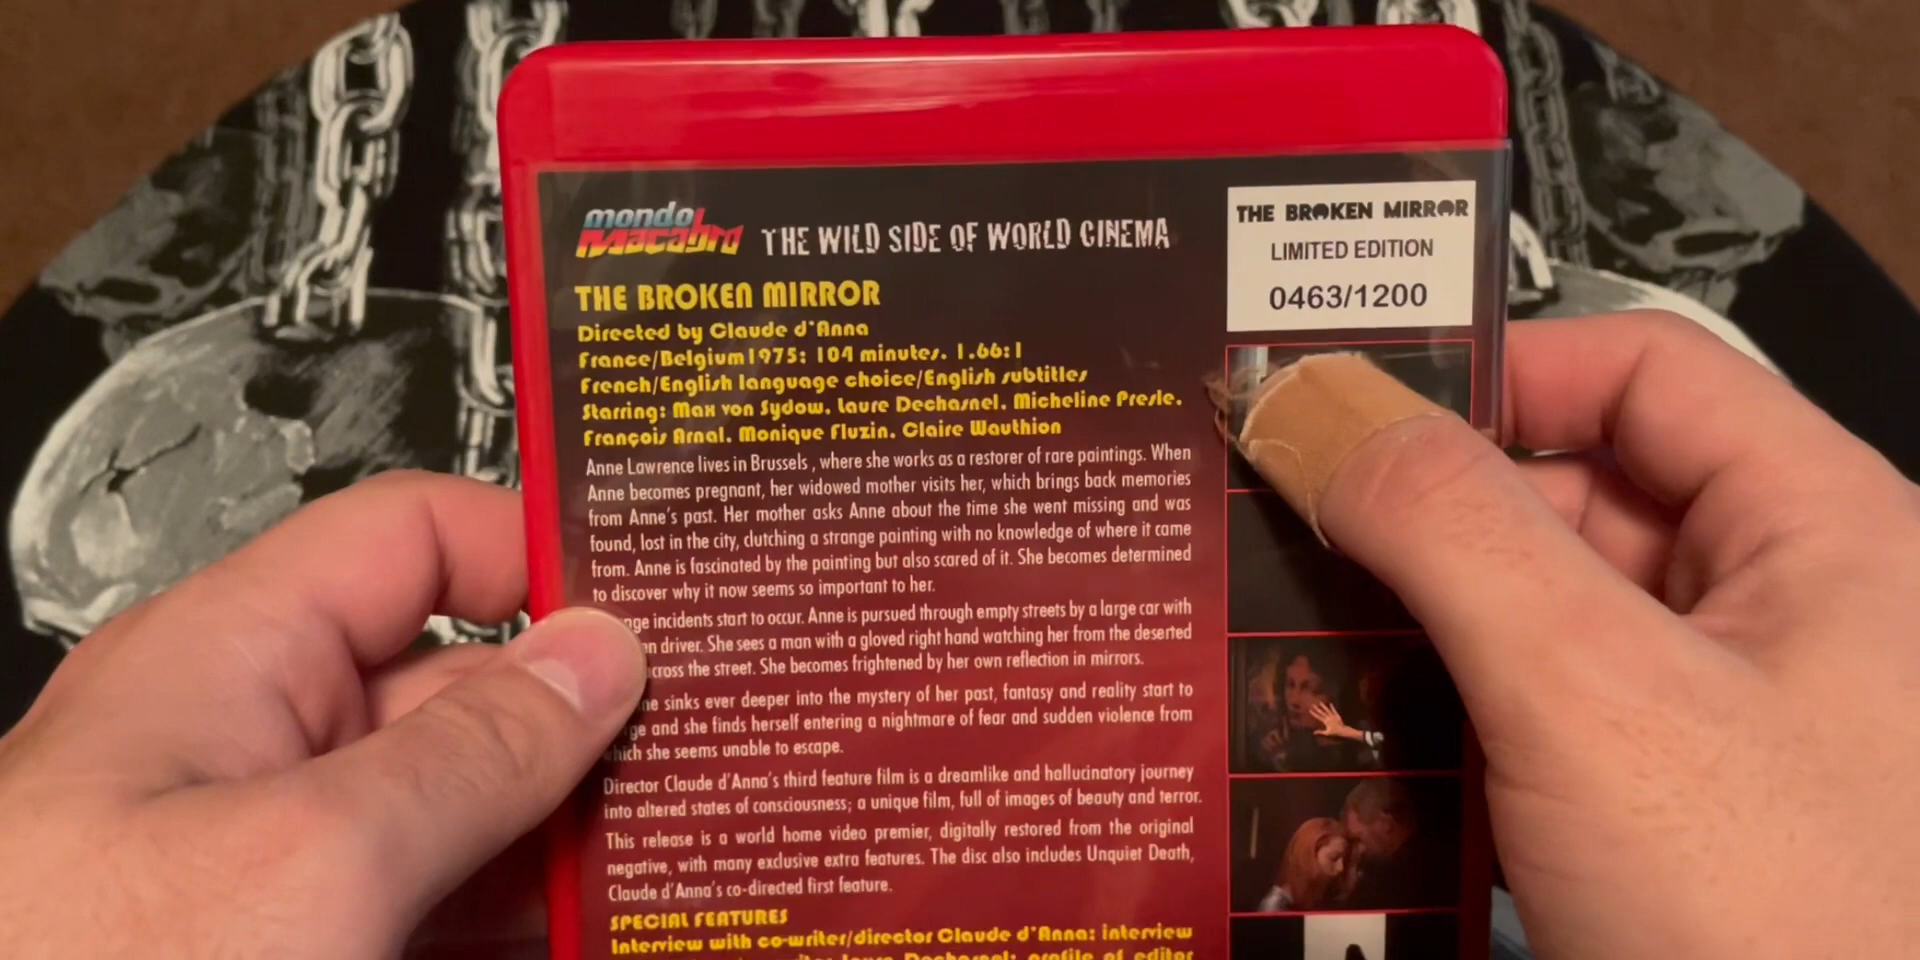 mondo macabro THE WILD SIDE OF WORLD CINEMA
THE BROKEN MIRROR
LIMITED EDITION
0463/1200
THE BROKEN MIRROR
Directed by Claude d'Anna
France/Belgium 1975: 104 minutes. 1.66:1
French/English language choice/English subtitles
Starring: Max von Sydow. Laure Dechasnel. Micheline Presle.
François Arnal. Monique Fluzin. Claire Wauthion
Anne Lawrence lives in Brussels , where she works as a restorer of rare paintings. When
Anne becomes pregnant, her widowed mother visits her, which brings back memories
from Anne's past. Her mother asks Anne about the time she went missing and was
found, lost in the city, clutching a strange painting with no knowledge of where it came
from. Anne is fascinated by the painting but also scared of it. She becomes determined
to discover why it now seems so important to her.
incidents start to occur. Anne is pursued through empty streets by a large car with
driver. She sees a man with a gloved right hand watching her from the deserted
the street. She becomes frightened by her own reflection in mirrors.
sinks ever deeper into the mystery of her past, fantasy and reality start to
and she finds herself entering a nightmare of fear and sudden violence from
which she seems unable to escape.
Director Claude d'Anna's third feature film is a dreamlike and hallucinatory journey
into altered states of consciousness; a unique film, full of images of beauty and terror.
This release is a world home video premier, digitally restored from the original
negative, with many exclusive extra features. The disc also includes Unquiet Death,
Claude d'Anna's co-directed first feature.
SPECIAL FEATURES
Interview with co-writer/director Claude d'Anna: interview
Laure Dechasnel: profile of editor